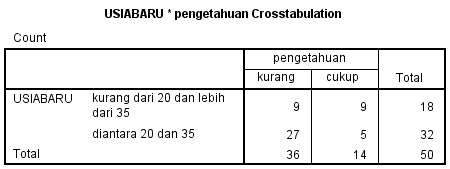 USIABARU * pengetahuan Crosstabulation
Count
pengetahuan
kurang cukup Total
USIABARU kurang dari 20 dan lebih dari 35 9 9 18
diantara 20 dan 35 27 5 32
Total 36 14 50